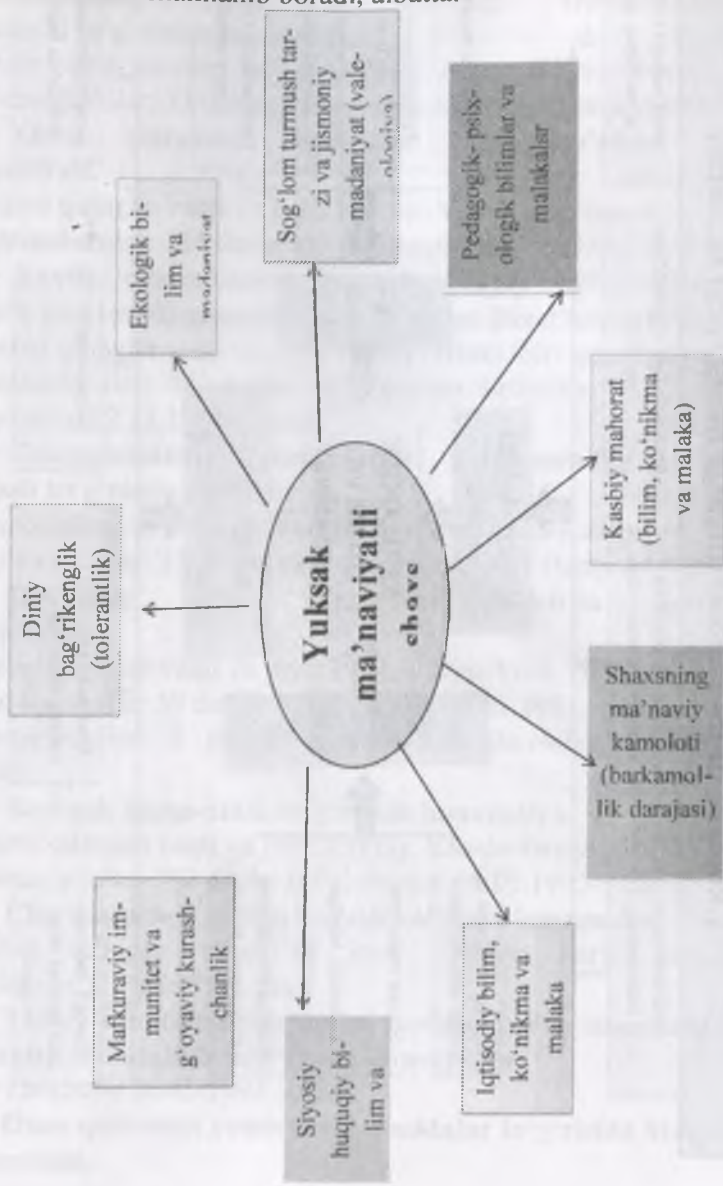 boradi, albatta.
Mafkuraviy im-
munitet va
g‘oyaviy kurash-
chanlik
Diniy
bag‘rikenglik
(tolerantlik)
Ekologik bi-
lim va
madaniyat
Siyosiy
huquqiy bi-
lim va
Yuksak
ma’naviyatli
Sog‘lom turmush tar-
zi va jismoniy
madaniyat (vale-
Iqtisodiy bilim,
ko‘nikma va
malaka
Shaxsning
ma’naviy
kamoloti
(barkamol-
lik darajasi)
Kasbiy mahorat
(bilim, ko‘nikma
va malaka)
Pedagogik- psix-
ologik bilimlar va
malakalar